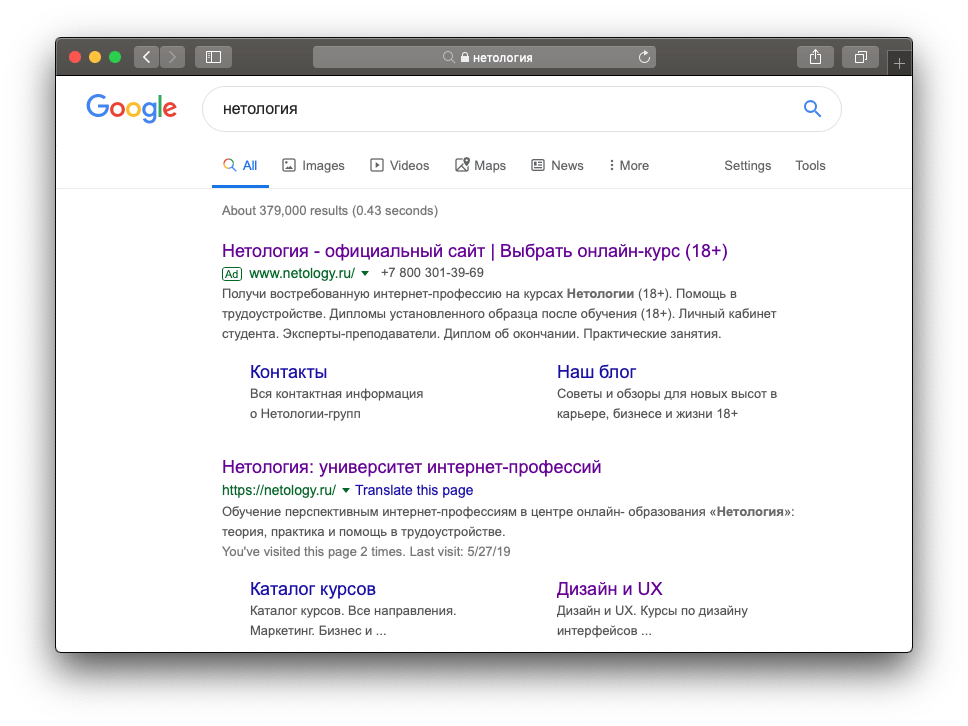 нетология
Google
нетология
All Images Videos Maps News More Settings Tools
About 379,000 results (0.43 seconds)
Нетология - официальный сайт | Выбрать онлайн-курс (18+)
Ad www.netology.ru/ +7 800 301-39-69
Получи востребованную интернет-профессию на курсах Нетологии (18+). Помощь в
трудоустройстве. Дипломы установленного образца после обучения (18+). Личный кабинет
студента. Эксперты-преподаватели. Диплом об окончании. Практические занятия.
Контакты
Вся контактная информация
о Нетологии-групп
Наш блог
Советы и обзоры для новых высот в
карьере, бизнесе и жизни 18+
Нетология: университет интернет-профессий
https://netology.ru/ Translate this page
Обучение перспективным интернет-профессиям в центре онлайн- образования «Нетология»:
теория, практика и помощь в трудоустройстве.
You've visited this page 2 times. Last visit: 5/27/19
Каталог курсов
Каталог курсов. Все направления.
Маркетинг. Бизнес и ...
Дизайн и UX
Дизайн и UX. Курсы по дизайну
интерфейсов ...